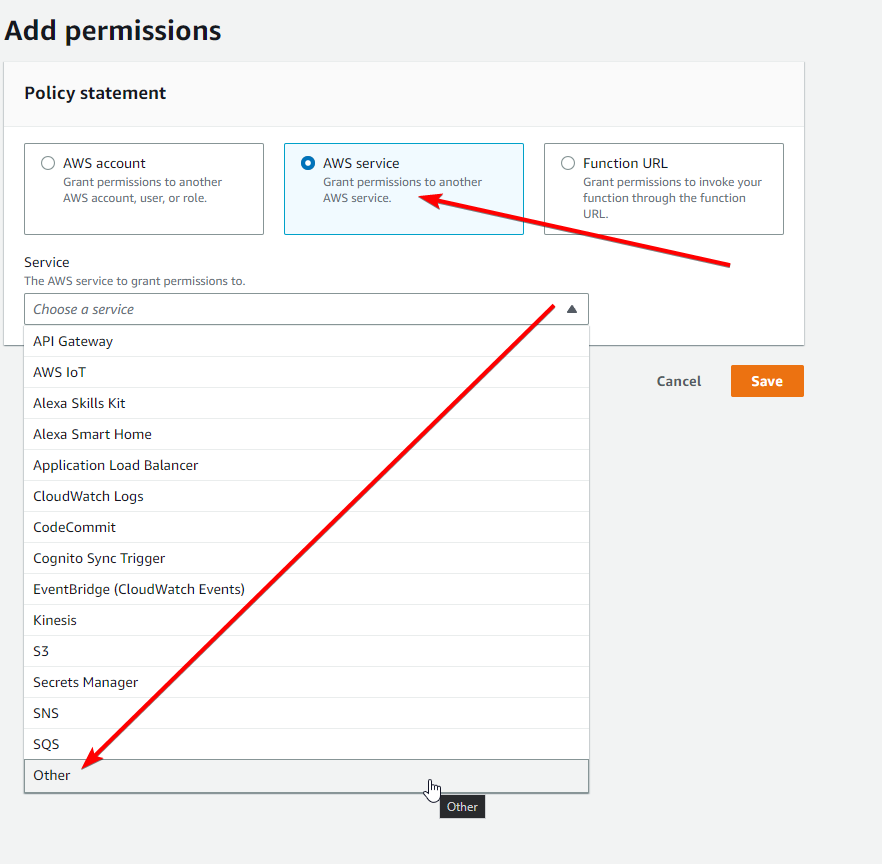 Add permissions
Policy statement
AWS account
Grant permissions to another
AWS account, user, or role.
AWS service
Grant permissions to another
AWS service.
Function URL
Grant permissions to invoke your
function through the function
URL.
Service
The AWS service to grant permissions to.
Choose a service
API Gateway
AWS IoT
Alexa Skills Kit
Alexa Smart Home
Application Load Balancer
CloudWatch Logs
CodeCommit
Cognito Sync Trigger
EventBridge (CloudWatch Events)
Kinesis
S3
Secrets Manager
SNS
SQS
Other
Other
Cancel
Save